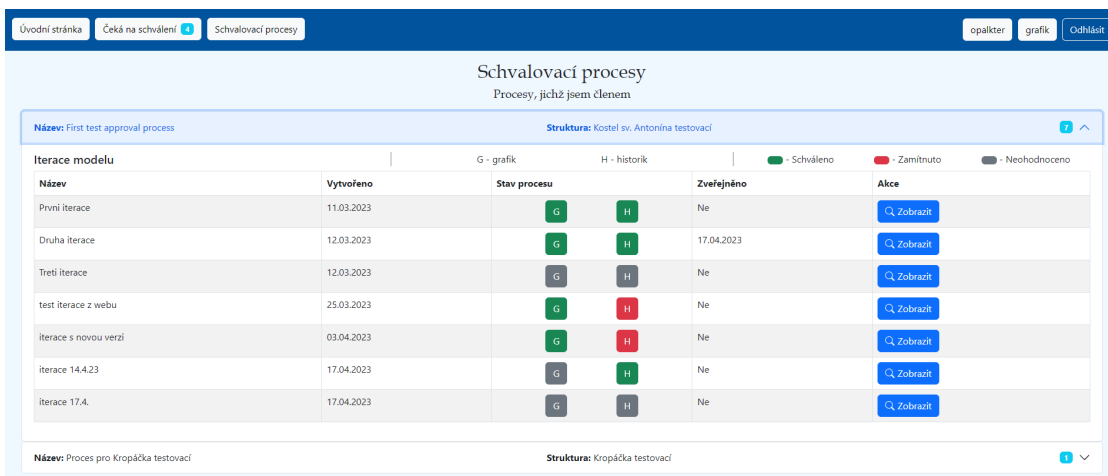 Úvodní stránka Čeká na schválení 4 Schvalovací procesy opalkter grafik Odhlásit
Schvalovací procesy
Procesy, jichž jsem členem
Název: First test approval process Struktura: Kostel sv. Antonína testovací 7
Iterace modelu G - grafik H - historik - Schváleno - Zamítnuto - Neohodnoceno
Název Vytvořeno Stav procesu Zveřejněno Akce
Prvni iterace 11.03.2023 G H Ne Zobrazit
Druha iterace 12.03.2023 G H 17.04.2023 Zobrazit
Treti iterace 12.03.2023 G H Ne Zobrazit
test iterace z webu 25.03.2023 G H Ne Zobrazit
iterace s novou verzi 03.04.2023 G H Ne Zobrazit
iterace 14.4.23 17.04.2023 G H Ne Zobrazit
iterace 17.4. 17.04.2023 G H Ne Zobrazit
Název: Proces pro Kropáčka testovací Struktura: Kropáčka testovací 1